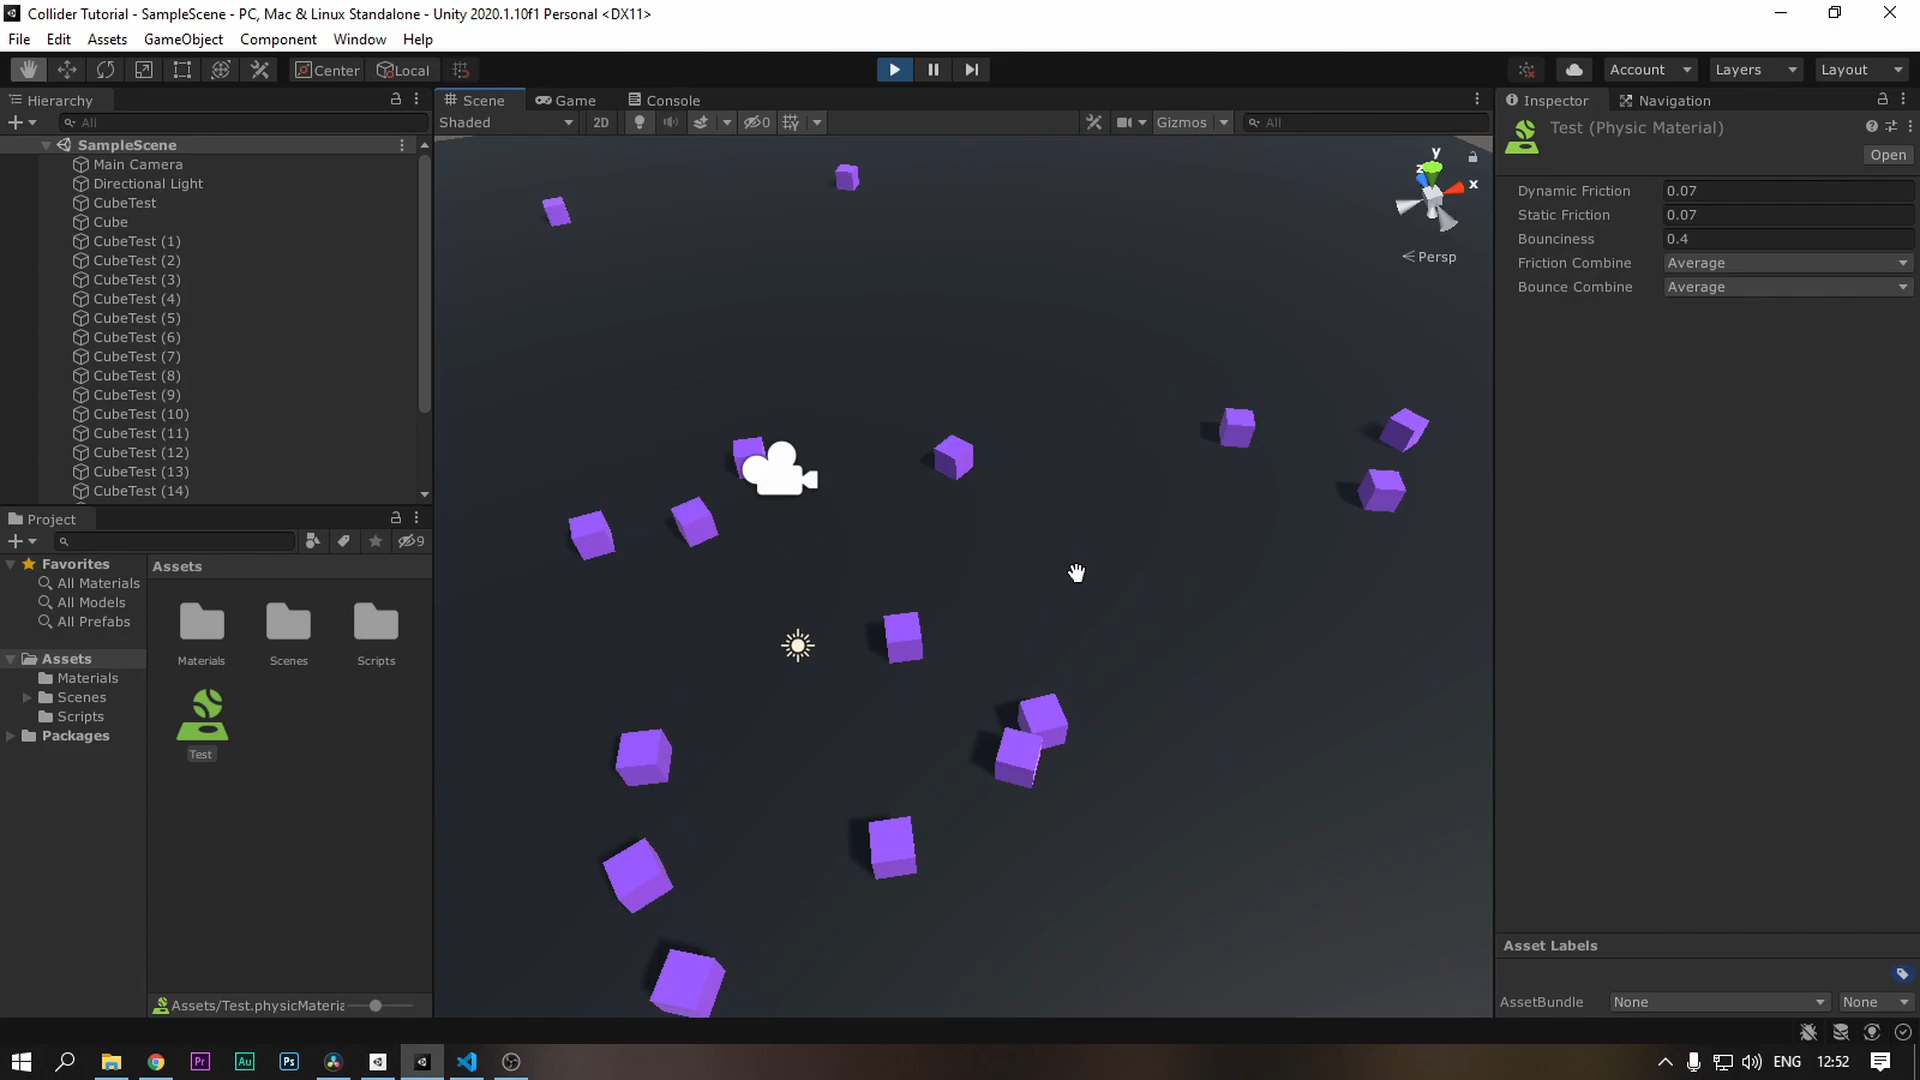 Collider Tutorial - SampleScene - PC, Mac & Linux Standalone - Unity 2020.1.10f1 Personal <DX11>
File Edit Assets GameObject Component Window Help
Center Local Account Layers Layout
Hierarchy
All
SampleScene
Main Camera
Directional Light
CubeTest
Cube
CubeTest (1)
CubeTest (2)
CubeTest (3)
CubeTest (4)
CubeTest (5)
CubeTest (6)
CubeTest (7)
CubeTest (8)
CubeTest (9)
CubeTest (10)
CubeTest (11)
CubeTest (12)
CubeTest (13)
CubeTest (14)
Scene Game Console
Shaded 2D 0 Gizmos All
y
z x
Persp
Inspector Navigation
Test (Physic Material)
Open
Dynamic Friction 0.07
Static Friction 0.07
Bounciness 0.4
Friction Combine Average
Bounce Combine Average
Project
9
Favorites
All Materials
All Models
All Prefabs
Assets
Materials
Scenes
Scripts
Packages
Assets
Materials Scenes Scripts
Test
Assets/Test.physicMateria
Asset Labels
AssetBundle None None
Pr Au Ps
ENG 12:52